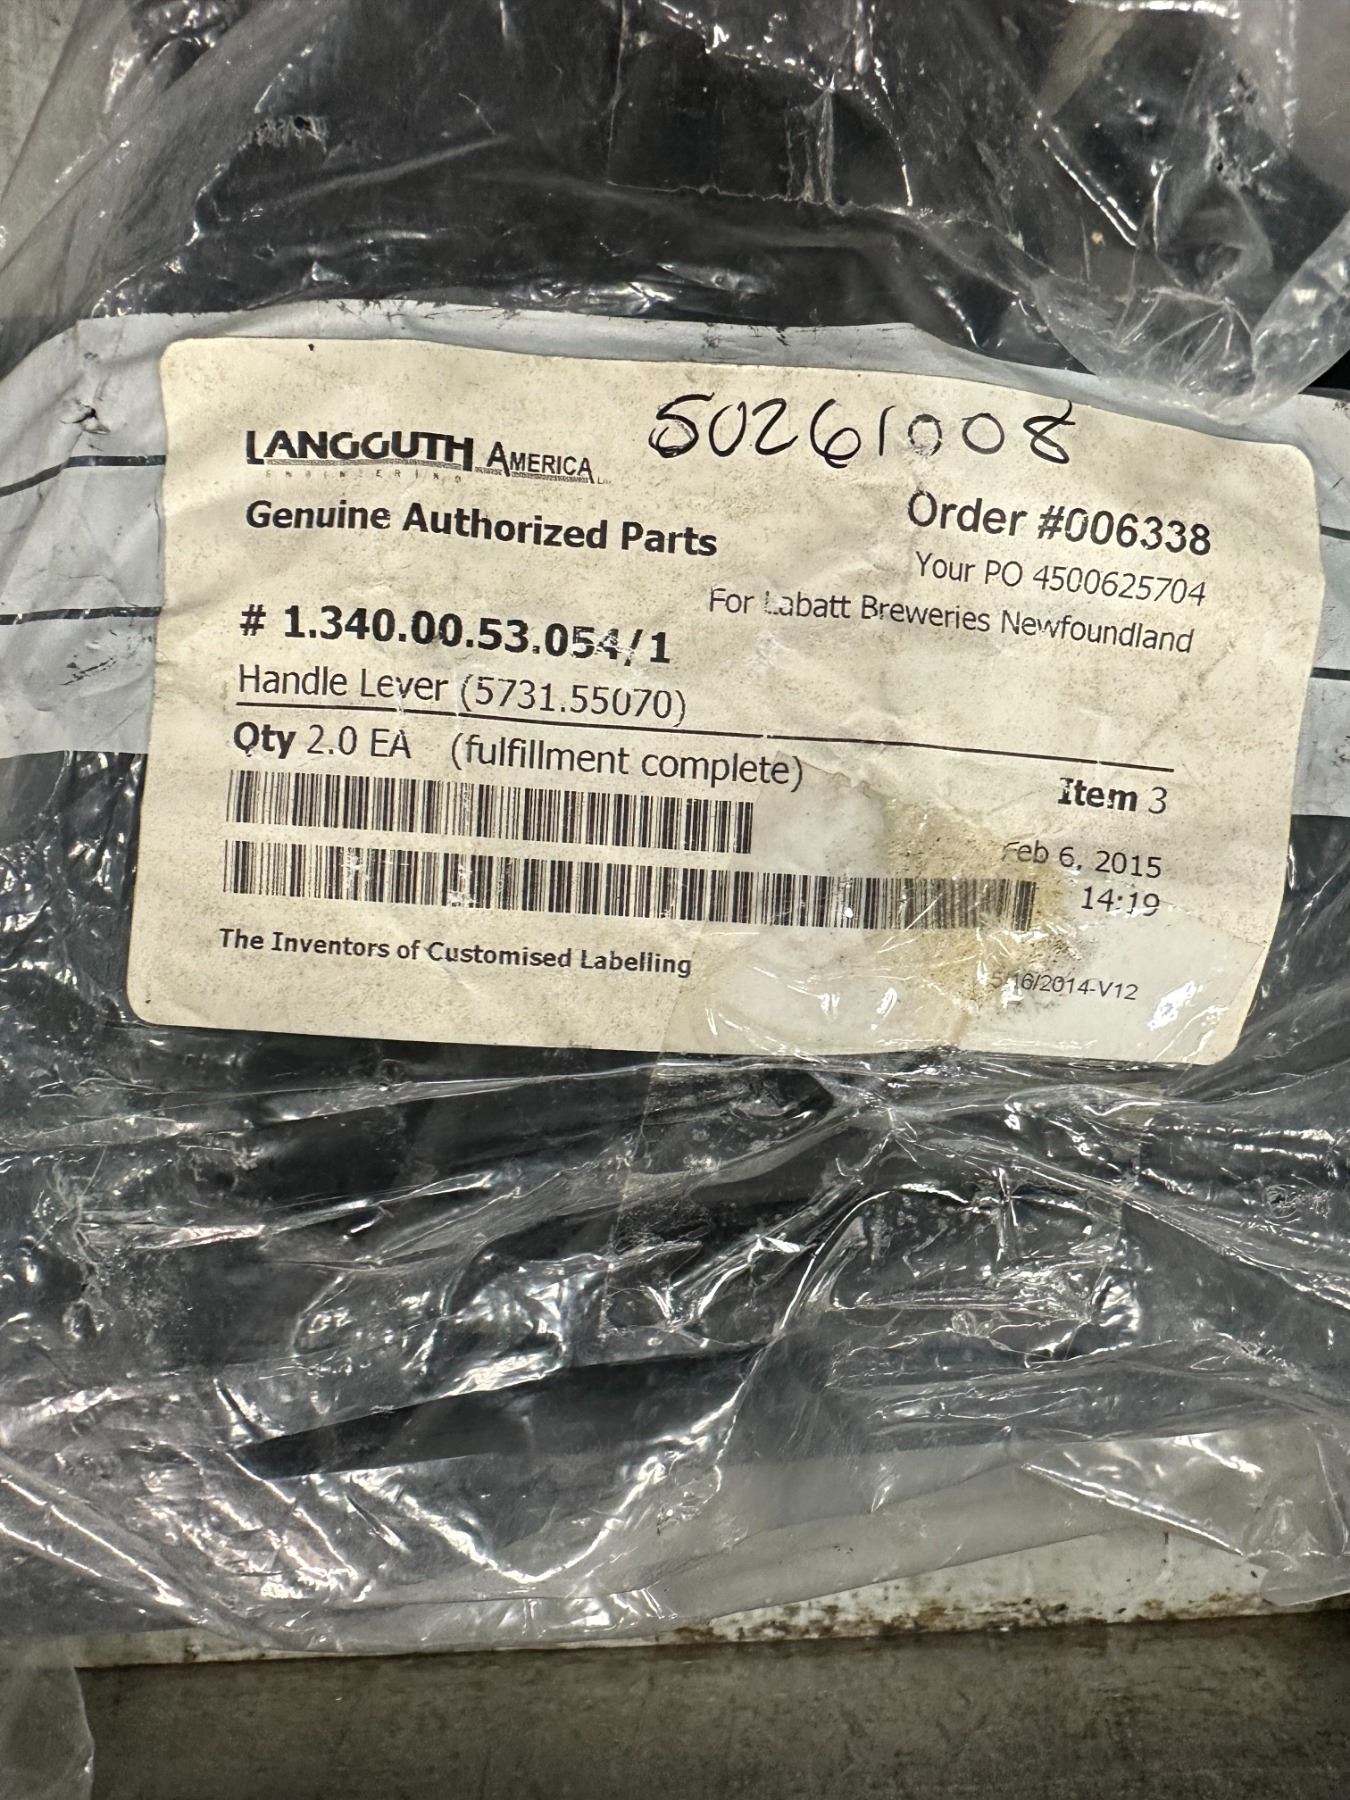 50261008
LANGGUTH AMERICA
ENGINEERING
Genuine Authorized Parts
Order #006338
Your PO 4500625704
For Labatt Breweries Newfoundland
# 1.340.00.53.054/1
Handle Lever (5731.55070)
Qty 2.0 EA (fulfillment complete)
Item 3
Feb 6, 2015
14:19
The Inventors of Customised Labelling
5/16/2014-V12